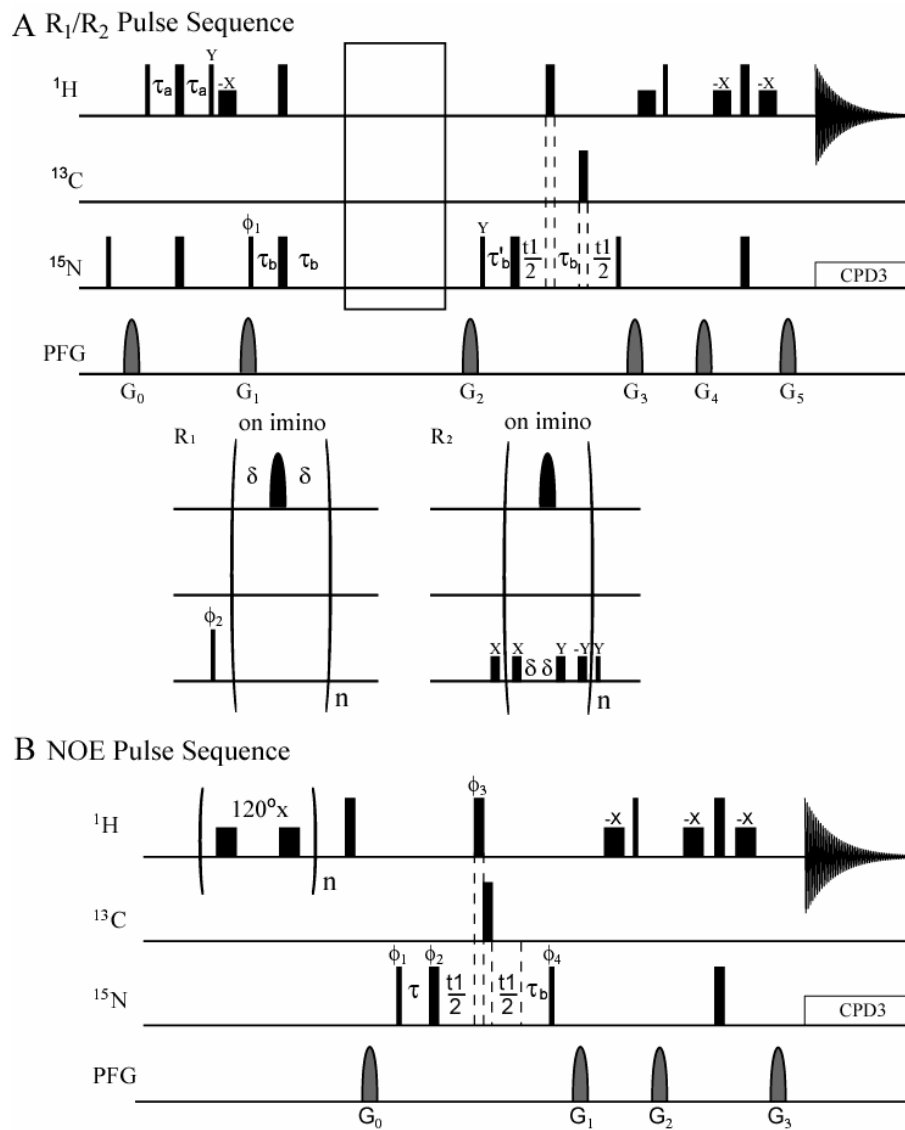 A R₁/R₂ Pulse Sequence
Y
τa τa -X -X -X
¹H
¹³C
ϕ1 Y
¹⁵N τb τb τ'b t1/2 τb t1/2 CPD3
PFG
G₀ G₁ G₂ G₃ G₄ G₅
on imino on imino
R₁ R₂
δ δ
ϕ2
X X δ δ Y -Y Y
n n
B NOE Pulse Sequence
ϕ3
120°x -X -X -X
¹H
n
¹³C
ϕ1 ϕ2 ϕ4
¹⁵N τ t1/2 t1/2 τb CPD3
PFG
G₀ G₁ G₂ G₃